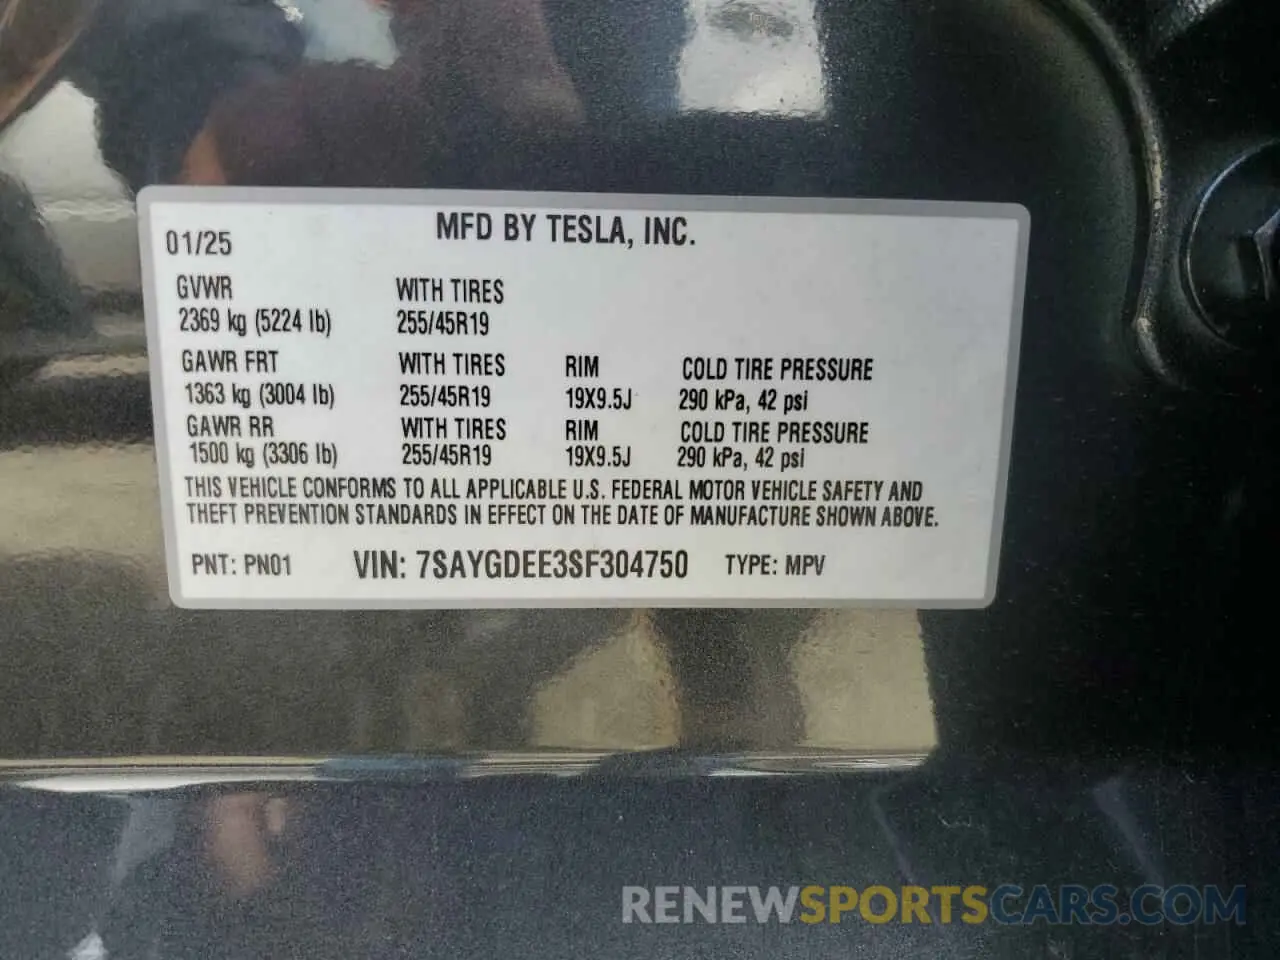 MFD BY TESLA, INC.
01/25
GVWR WITH TIRES
2369 kg (5224 lb) 255/45R19
GAWR FRT WITH TIRES RIM COLD TIRE PRESSURE
1363 kg (3004 lb) 255/45R19 19X9.5J 290 kPa, 42 psi
GAWR RR WITH TIRES RIM COLD TIRE PRESSURE
1500 kg (3306 lb) 255/45R19 19X9.5J 290 kPa, 42 psi
THIS VEHICLE CONFORMS TO ALL APPLICABLE U.S. FEDERAL MOTOR VEHICLE SAFETY AND
THEFT PREVENTION STANDARDS IN EFFECT ON THE DATE OF MANUFACTURE SHOWN ABOVE.
PNT: PN01 VIN: 7SAYGDEE3SF304750 TYPE: MPV
RENEWSPORTSCARS.COM